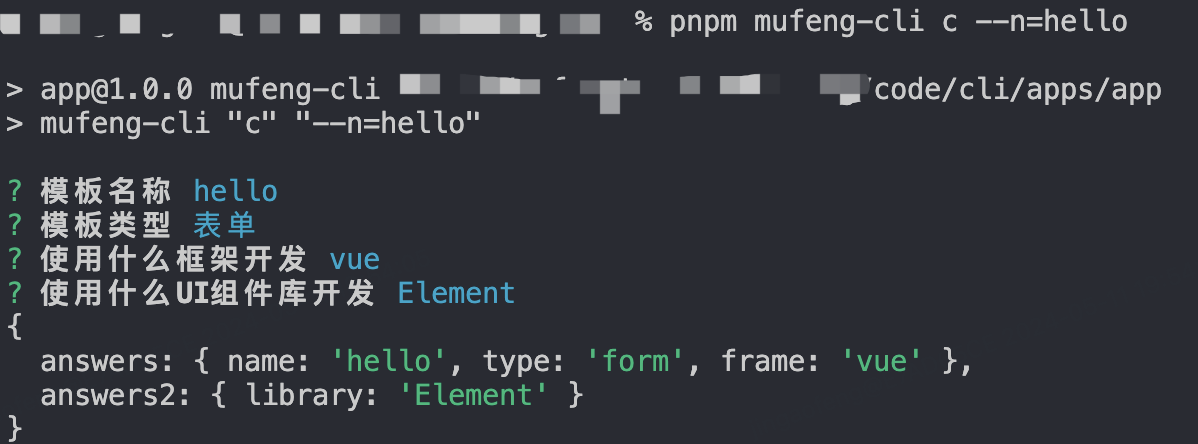 % pnpm mufeng-cli c --n=hello
> app@1.0.0 mufeng-cli /code/cli/apps/app
> mufeng-cli "c" "--n=hello"
? 模板名称 hello
? 模板类型 表单
? 使用什么框架开发 vue
? 使用什么UI组件库开发 Element
{
  answers: { name: 'hello', type: 'form', frame: 'vue' },
  answers2: { library: 'Element' }
}